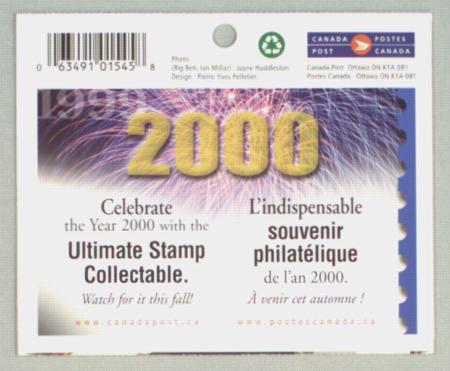 0 63491 01545 8
Photo
(Big Ben, Ian Millar) : Jayne Huddleston.
Design : Pierre-Yves Pelletier.
CANADA POSTES
POST CANADA
Canada Post. Ottawa ON K1A 0B1
Postes Canada. Ottawa ON K1A 0B1
1999
2000
Celebrate
the Year 2000 with the
Ultimate Stamp
Collectable.
Watch for it this fall!
www.canadapost.ca
L'indispensable
souvenir
philatélique
de l'an 2000.
À venir cet automne !
www.postescanada.ca